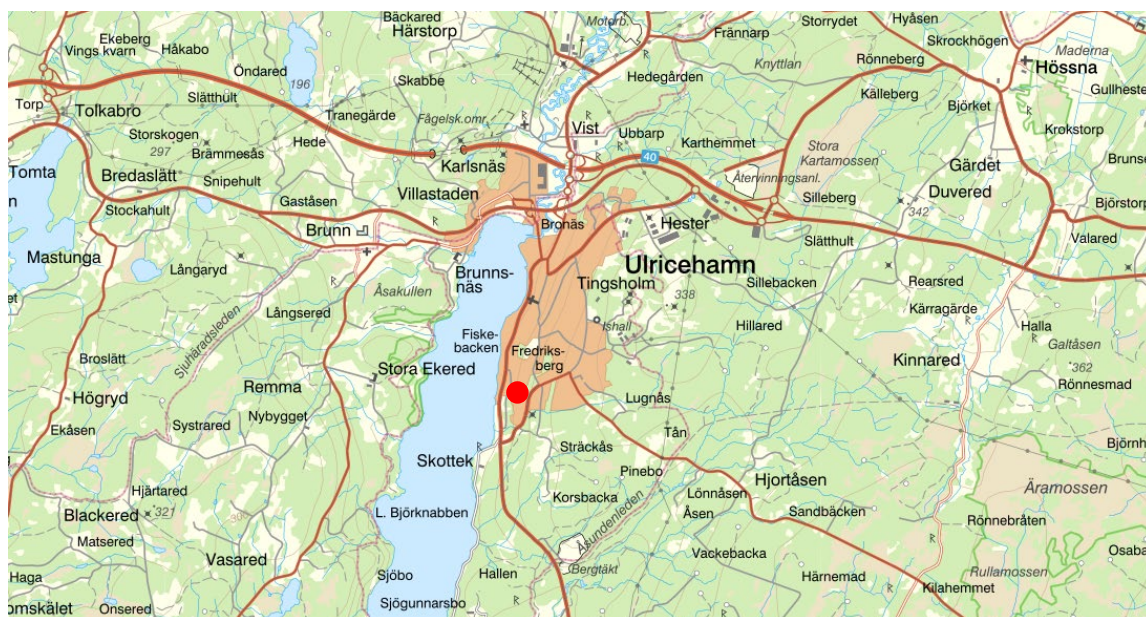 Bäckared
Motorb.
Storrydet
Hyåsen
Ekeberg
Härstorp
Frännarp
Skrockhögen
Vings kvarn
Håkabo
Maderna
Öndared
Skabbe
Hedegården
Knyttlan
Rönneberg
Hössna
196
Torp
Slätthult
Tranegärde
Källeberg
Gullheste
Tolkabro
Fågelsk.omr.
Vist
Ubbarp
Björket
Storskogen
Hede
Karthemmet
Stora
Kartamossen
Krokstorp
297
Brämmesås
Karlsnäs
40
Gärdet
Tomta
Bredaslätt
Snipehult
Villastaden
Återvinningsanl.
Brunse
n
Silleberg
Duvered
Stockahult
Gaståsen
342
Björstorp
Bronäs
Hester
Brunn
Slätthult
Valared
Mastunga
Långaryd
Brunns-
näs
Ulricehamn
Åsakullen
Tingsholm
Sillebacken
Rearsred
338
Kärragärde
Sjuhäradsleden
Långsered
Ishall
Hillared
Halla
Fiske-
backen
Galtåsen
Broslätt
Fredriks-
berg
Kinnared
362
Stora Ekered
Rönnesmad
Remma
Högryd
Nybygget
Lugnås
Ekåsen
Systrared
Tån
Björnh
Sträckås
Skottek
Pinebo
Hjortåsen
Hjärtared
Korsbacka
Lönnåsen
Äramossen
321
300
Blackered
L. Björknabben
Åsen
Sandbäcken
Rönnebråten
Matsered
Åsundenleden
Vasared
Vackebacka
Osaba
Haga
Sjöbo
Hallen
Bergtäkt
Härnemad
Rullamossen
omskälet
Onsered
Sjögunnarsbo
Kilahemmet